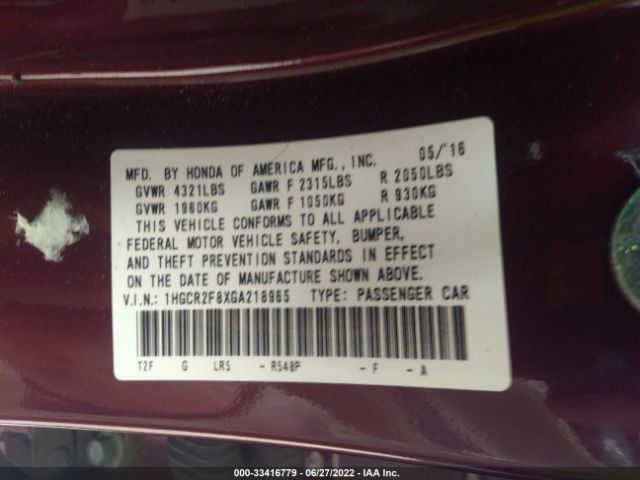 MFD. BY HONDA OF AMERICA MFG., INC. 05/'16
GVWR 4321LBS GAWR F 2315LBS R 2050LBS
GVWR 1960KG GAWR F 1050KG R 930KG
THIS VEHICLE CONFORMS TO ALL APPLICABLE
FEDERAL MOTOR VEHICLE SAFETY, BUMPER,
AND THEFT PREVENTION STANDARDS IN EFFECT
ON THE DATE OF MANUFACTURE SHOWN ABOVE.
V.I.N.: 1HGCR2F8XGA218965 TYPE: PASSENGER CAR
T2F G LR5 - R548P - F - A
000-33416779 - 06/27/2022 - IAA Inc.